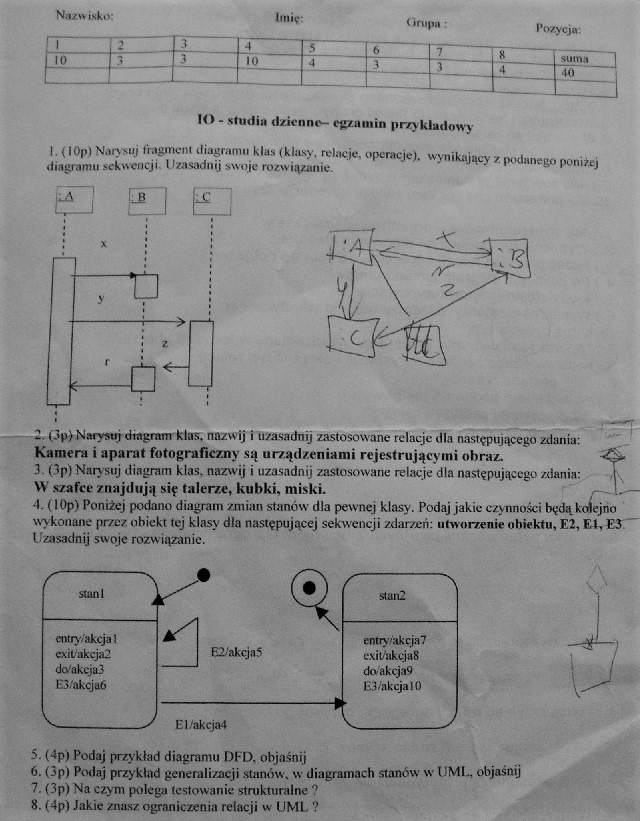 Nazwisko: Imię: Grupa : Pozycja:
1 2 3 4 5 6 7 8 suma
10 3 3 10 4 3 3 4 40
IO - studia dzienne– egzamin przykładowy
1. (10p) Narysuj fragment diagramu klas (klasy, relacje, operacje), wynikający z podanego poniżej
diagramu sekwencji. Uzasadnij swoje rozwiązanie.
: A : B : C
x
y
z
r
: A x : B
r
y z
: C
2. (3p) Narysuj diagram klas, nazwij i uzasadnij zastosowane relacje dla następującego zdania:
Kamera i aparat fotograficzny są urządzeniami rejestrującymi obraz.
3. (3p) Narysuj diagram klas, nazwij i uzasadnij zastosowane relacje dla następującego zdania:
W szafce znajdują się talerze, kubki, miski.
4. (10p) Poniżej podano diagram zmian stanów dla pewnej klasy. Podaj jakie czynności będą kolejno
wykonane przez obiekt tej klasy dla następującej sekwencji zdarzeń: utworzenie obiektu, E2, E1, E3.
Uzasadnij swoje rozwiązanie.
stan1 stan2
entry/akcja1 entry/akcja7
exit/akcja2 E2/akcja5 exit/akcja8
do/akcja3 do/akcja9
E3/akcja6 E3/akcja10
E1/akcja4
5. (4p) Podaj przykład diagramu DFD, objaśnij
6. (3p) Podaj przykład generalizacji stanów, w diagramach stanów w UML, objaśnij
7. (3p) Na czym polega testowanie strukturalne ?
8. (4p) Jakie znasz ograniczenia relacji w UML ?